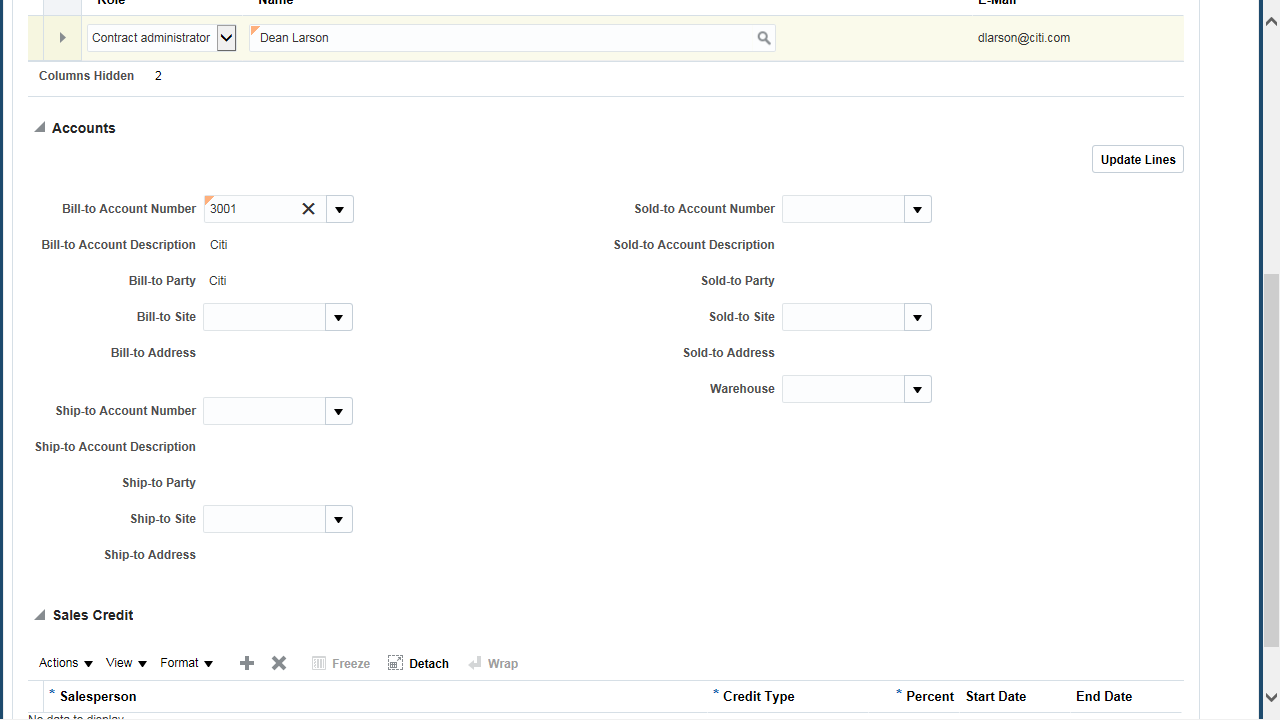 Role Name E-Mail
Contract administrator Dean Larson dlarson@citi.com
Columns Hidden 2
Accounts
Update Lines
Bill-to Account Number 3001 Sold-to Account Number
Bill-to Account Description Citi Sold-to Account Description
Bill-to Party Citi Sold-to Party
Bill-to Site Sold-to Site
Bill-to Address Sold-to Address
Warehouse
Ship-to Account Number
Ship-to Account Description
Ship-to Party
Ship-to Site
Ship-to Address
Sales Credit
Actions View Format Freeze Detach Wrap
* Salesperson * Credit Type * Percent Start Date End Date
No data to display